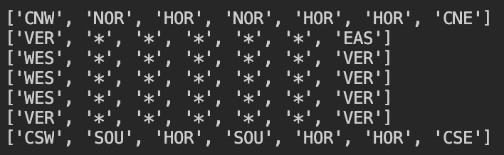 ['CNW', 'NOR', 'HOR', 'NOR', 'HOR', 'HOR', 'CNE']
['VER', '*', '*', '*', '*', '*', 'EAS']
['WES', '*', '*', '*', '*', '*', 'VER']
['WES', '*', '*', '*', '*', '*', 'VER']
['WES', '*', '*', '*', '*', '*', 'VER']
['VER', '*', '*', '*', '*', '*', 'VER']
['CSW', 'SOU', 'HOR', 'SOU', 'HOR', 'HOR', 'CSE']